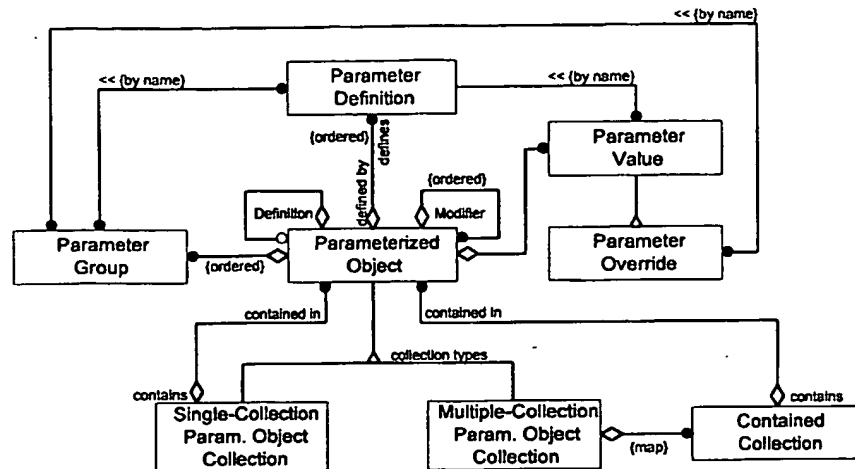 << {by name}
<< {by name}
Parameter
Definition
<< {by name}
{ordered}
defines
defined by
Parameter
Value
{ordered}
Definition
Modifier
Parameter
Group
{ordered}
Parameterized
Object
Parameter
Override
contained in
contained in
collection types
contains
contains
Single-Collection
Param. Object
Collection
Multiple-Collection
Param. Object
Collection
{map}
Contained
Collection